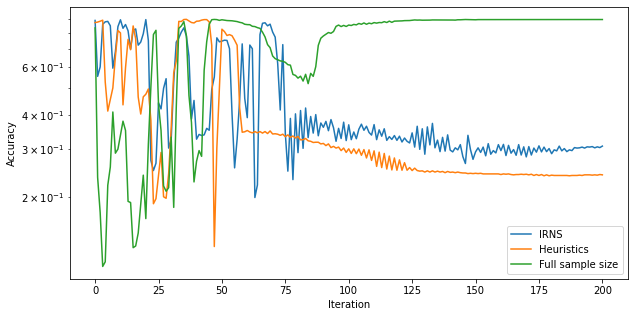 6 × 10⁻¹
4 × 10⁻¹
3 × 10⁻¹
2 × 10⁻¹
Accuracy
0 25 50 75 100 125 150 175 200
Iteration
IRNS
Heuristics
Full sample size